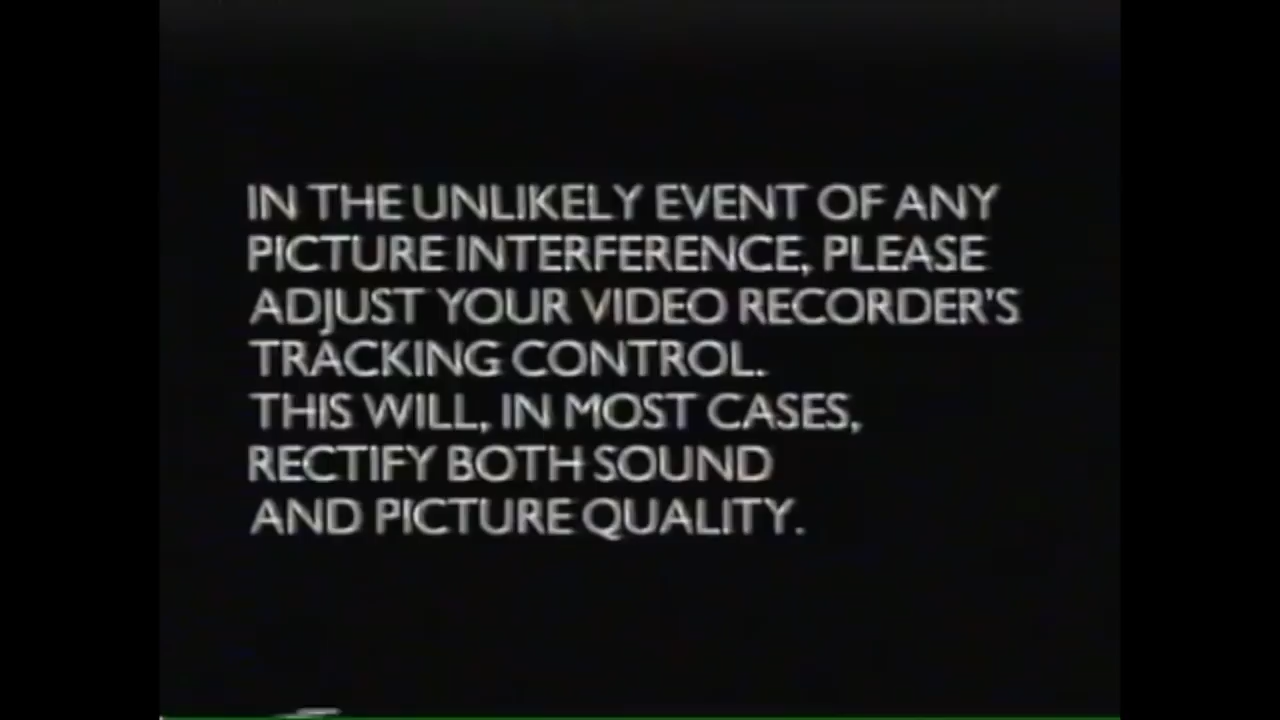 IN THE UNLIKELY EVENT OF ANY
PICTURE INTERFERENCE, PLEASE
ADJUST YOUR VIDEO RECORDER'S
TRACKING CONTROL.
THIS WILL, IN MOST CASES,
RECTIFY BOTH SOUND
AND PICTURE QUALITY.